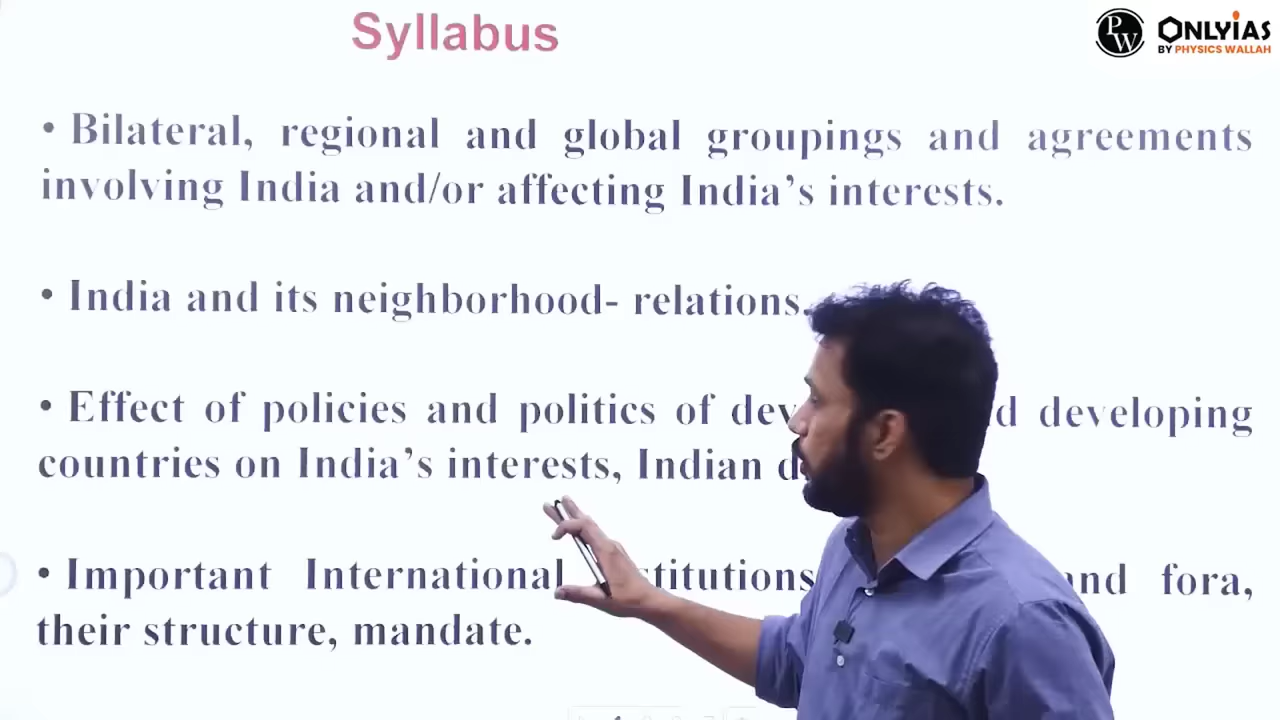 Syllabus
PW
ONLYIAS
BY PHYSICS WALLAH
• Bilateral, regional and global groupings and agreements
involving India and/or affecting India’s interests.
• India and its neighborhood- relations.
• Effect of policies and politics of developing
countries on India’s interests, Indian
• Important International and fora,
their structure, mandate.